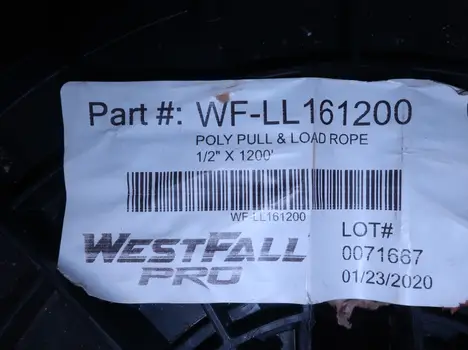 Part #: WF-LL161200
POLY PULL & LOAD ROPE
1/2" X 1200'
WF-LL161200
WESTFALL
PRO
LOT#
0071667
01/23/2020